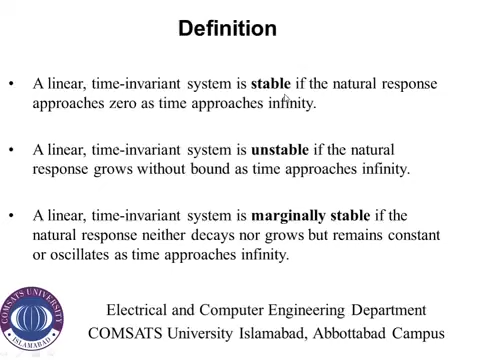 Definition
• A linear, time-invariant system is stable if the natural response
approaches zero as time approaches infinity.
• A linear, time-invariant system is unstable if the natural
response grows without bound as time approaches infinity.
• A linear, time-invariant system is marginally stable if the
natural response neither decays nor grows but remains constant
or oscillates as time approaches infinity.
COMSATS UNIVERSITY
ISLAMABAD
Electrical and Computer Engineering Department
COMSATS University Islamabad, Abbottabad Campus